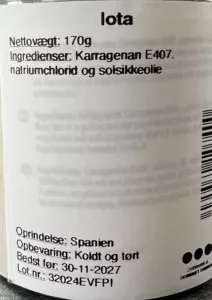 Iota
Nettovægt: 170g
Ingredienser: Karragenan E407,
natriumchlorid og solsikkeolie
Oprindelse: Spanien
Opbevaring: Koldt og tørt
Bedst før: 30-11-2027
Lot.nr.: 32024EVFPI